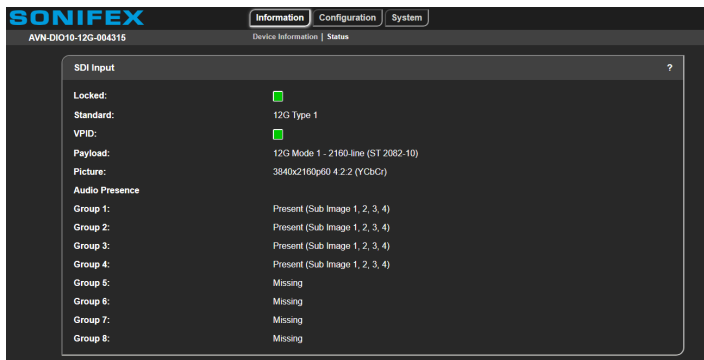 SONIFEX
Information Configuration System
AVN-DIO10-12G-004315 Device Information | Status
SDI Input ?
Locked:
Standard: 12G Type 1
VPID:
Payload: 12G Mode 1 - 2160-line (ST 2082-10)
Picture: 3840x2160p60 4:2:2 (YCbCr)
Audio Presence
Group 1: Present (Sub Image 1, 2, 3, 4)
Group 2: Present (Sub Image 1, 2, 3, 4)
Group 3: Present (Sub Image 1, 2, 3, 4)
Group 4: Present (Sub Image 1, 2, 3, 4)
Group 5: Missing
Group 6: Missing
Group 7: Missing
Group 8: Missing